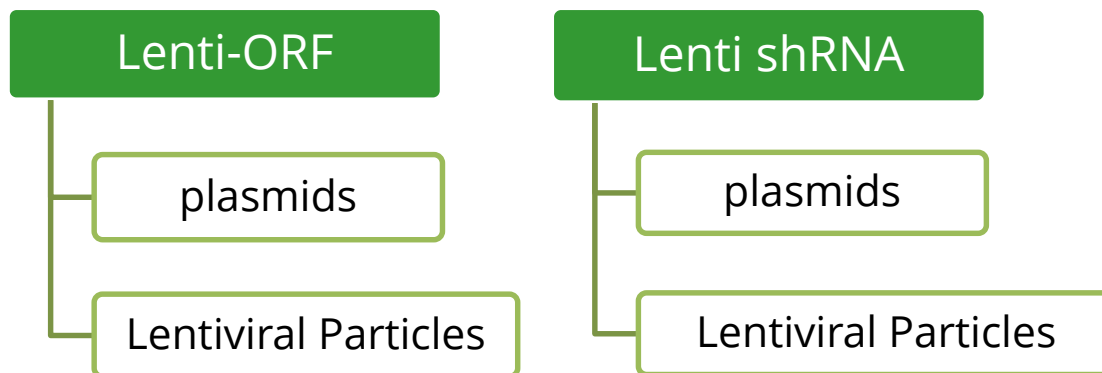 Lenti-ORF
plasmids
Lentiviral Particles
Lenti shRNA
plasmids
Lentiviral Particles